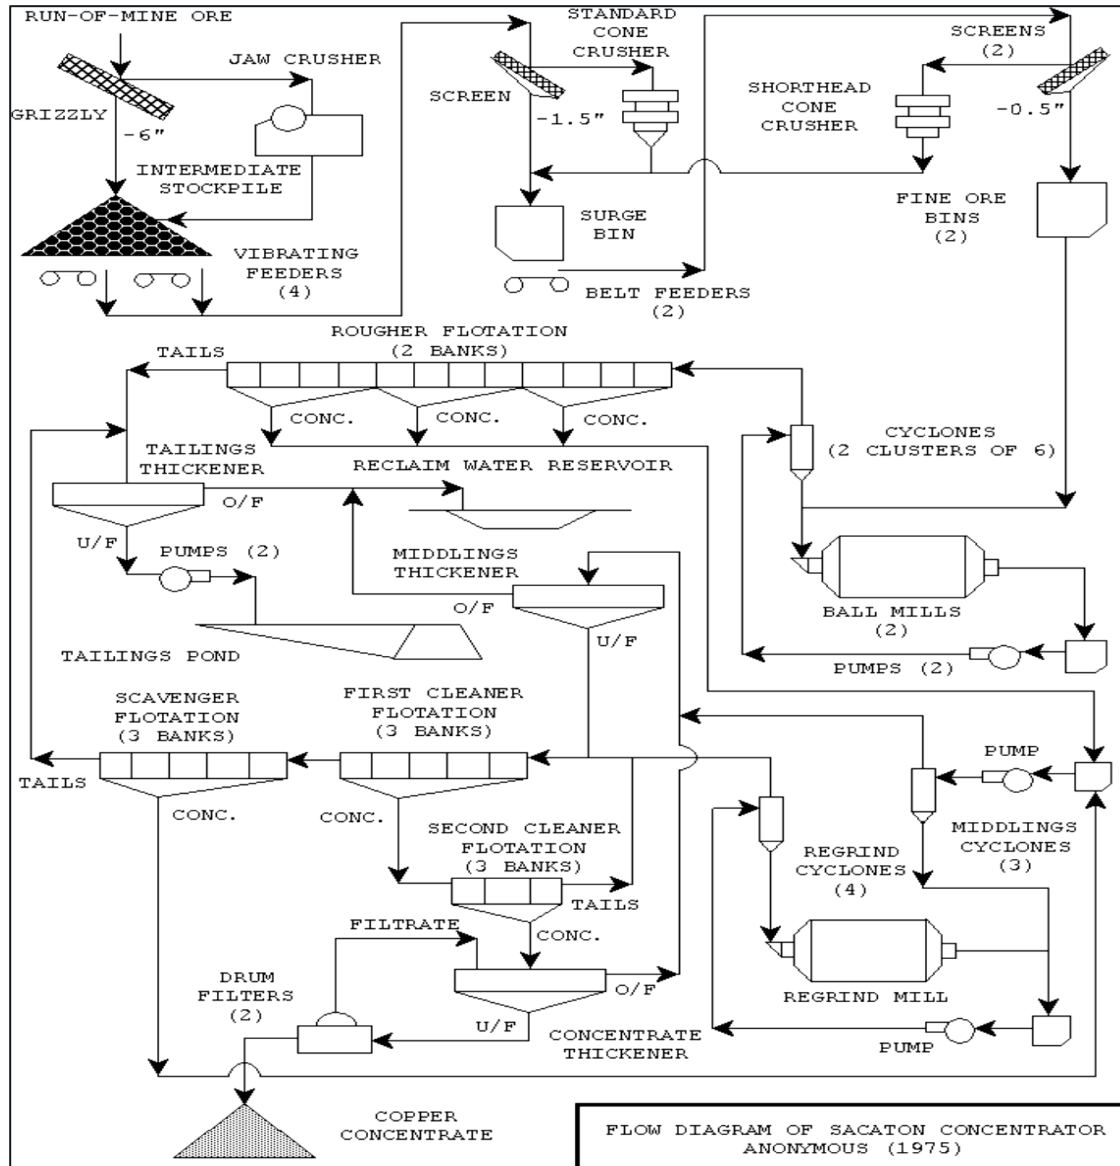 RUN-OF-MINE ORE
JAW CRUSHER
GRIZZLY
-6"
INTERMEDIATE
STOCKPILE
VIBRATING
FEEDERS
(4)
STANDARD
CONE
CRUSHER
SCREEN
-1.5"
SCREENS
(2)
SHORTHEAD
CONE
CRUSHER
-0.5"
SURGE
BIN
FINE ORE
BINS
(2)
BELT FEEDERS
(2)
ROUGHER FLOTATION
(2 BANKS)
TAILS
CONC.
CONC.
CONC.
CYCLONES
(2 CLUSTERS OF 6)
TAILINGS
THICKENER
RECLAIM WATER RESERVOIR
O/F
U/F
PUMPS (2)
MIDDLINGS
THICKENER
O/F
U/F
BALL MILLS
(2)
PUMPS (2)
TAILINGS POND
SCAVENGER
FLOTATION
(3 BANKS)
FIRST CLEANER
FLOTATION
(3 BANKS)
PUMP
TAILS
CONC.
CONC.
SECOND CLEANER
FLOTATION
(3 BANKS)
TAILS
CONC.
REGRIND
CYCLONES
(4)
MIDDLINGS
CYCLONES
(3)
FILTRATE
DRUM
FILTERS
(2)
O/F
U/F
CONCENTRATE
THICKENER
REGRIND MILL
PUMP
COPPER
CONCENTRATE
FLOW DIAGRAM OF SACATON CONCENTRATOR
ANONYMOUS (1975)